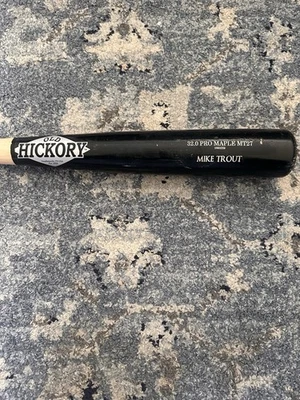 OLD
HICKORY
32.0 PRO MAPLE MT27
MIKE TROUT